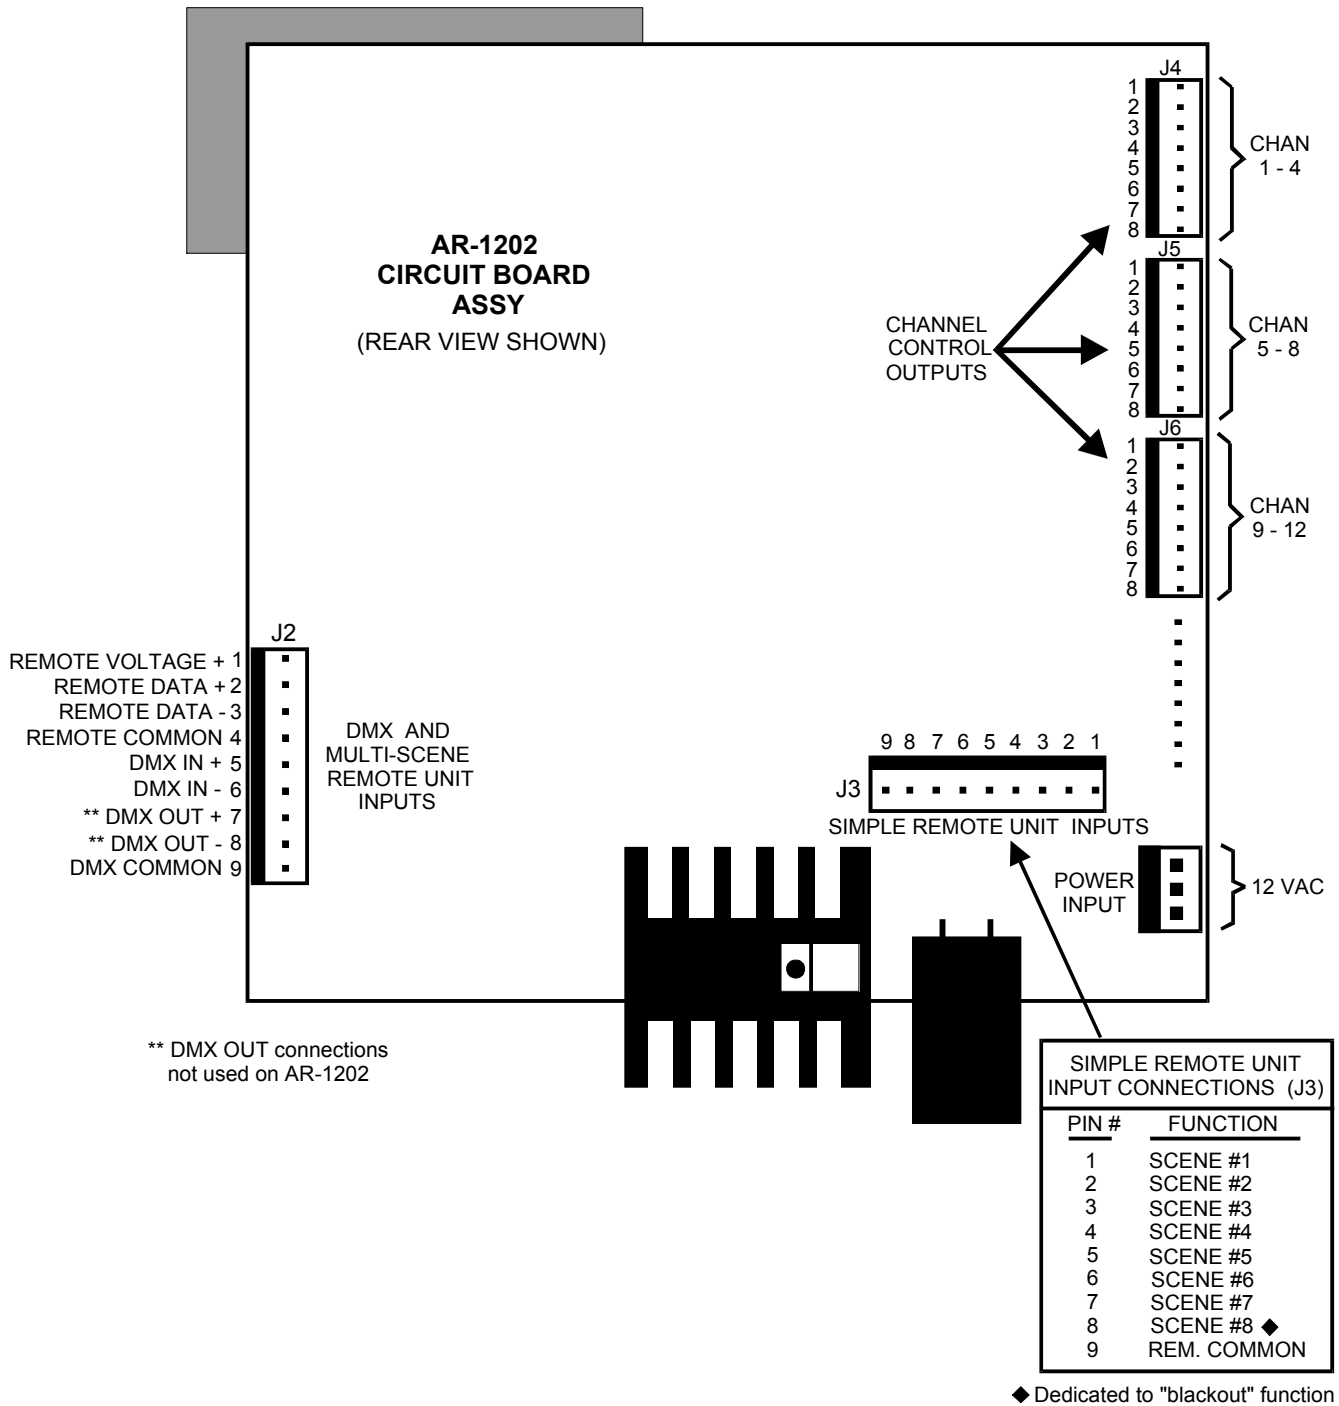 J4
1
2
3
4
5
6
7
8
CHAN
1 - 4
AR-1202
CIRCUIT BOARD
ASSY
(REAR VIEW SHOWN)
J5
1
2
3
4
5
6
7
8
CHAN
5 - 8
CHANNEL
CONTROL
OUTPUTS
J6
1
2
3
4
5
6
7
8
CHAN
9 - 12
J2
REMOTE VOLTAGE + 1
REMOTE DATA + 2
REMOTE DATA - 3
REMOTE COMMON 4
DMX IN + 5
DMX IN - 6
** DMX OUT + 7
** DMX OUT - 8
DMX COMMON 9
DMX AND
MULTI-SCENE
REMOTE UNIT
INPUTS
9 8 7 6 5 4 3 2 1
J3
SIMPLE REMOTE UNIT INPUTS
POWER
INPUT
12 VAC
** DMX OUT connections
not used on AR-1202
SIMPLE REMOTE UNIT
INPUT CONNECTIONS (J3)
PIN # FUNCTION
1 SCENE #1
2 SCENE #2
3 SCENE #3
4 SCENE #4
5 SCENE #5
6 SCENE #6
7 SCENE #7
8 SCENE #8 ◆
9 REM. COMMON
◆ Dedicated to "blackout" function